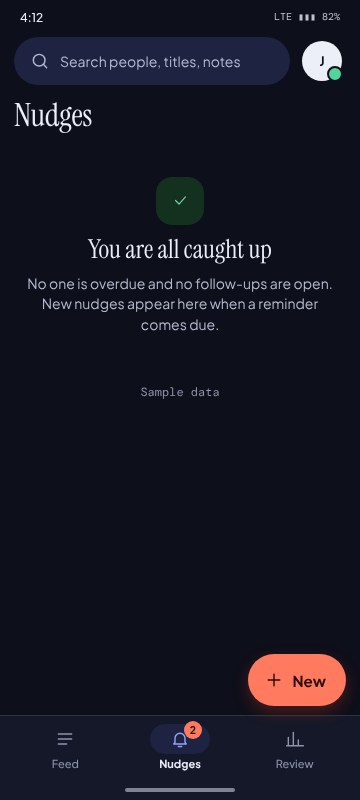 4:12
LTE 82%
Search people, titles, notes
J
Nudges
You are all caught up
No one is overdue and no follow-ups are open.
New nudges appear here when a reminder
comes due.
Sample data
New
2
Feed
Nudges
Review